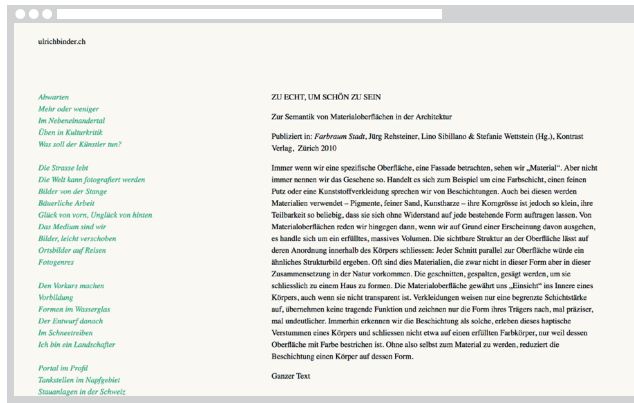 ulrichbinder.ch
Abwarten
Mehr oder weniger
Im Nebeneinandertal
Üben in Kulturkritik
Was soll der Künstler tun?
Die Strasse lebt
Die Welt kann fotografiert werden
Bilder von der Stange
Bäuerliche Arbeit
Glück von vorn, Unglück von hinten
Das Medium sind wir
Bilder, leicht verschoben
Ortsbilder auf Reisen
Fotogenres
Den Vorkurs machen
Vorbildung
Formen im Wasserglas
Der Entwurf danach
Im Schneetreiben
Ich bin ein Landschafter
Portal im Profil
Tankstellen im Napfgebiet
Stauanlagen in der Schweiz
ZU ECHT, UM SCHÖN ZU SEIN
Zur Semantik von Materialoberflächen in der Architektur
Publiziert in: Farbraum Stadt, Jürg Rehsteiner, Lino Sibillano & Stefanie Wettstein (Hg.), Kontrast
Verlag, Zürich 2010
Immer wenn wir eine spezifische Oberfläche, eine Fassade betrachten, sehen wir „Material“. Aber nicht
immer nennen wir das Gesehene so. Handelt es sich zum Beispiel um eine Farbschicht, einen feinen
Putz oder eine Kunststoffverkleidung sprechen wir von Beschichtungen. Auch bei diesen werden
Materialien verwendet – Pigmente, feiner Sand, Kunstharze – ihre Korngrösse ist jedoch so klein, ihre
Teilbarkeit so beliebig, dass sie sich ohne Widerstand auf jede bestehende Form auftragen lassen. Von
Materialoberflächen reden wir hingegen dann, wenn wir auf Grund einer Erscheinung davon ausgehen,
es handle sich um ein erfülltes, massives Volumen. Die sichtbare Struktur an der Oberfläche lässt auf
deren Anordnung innerhalb des Körpers schliessen: Jeder Schnitt parallel zur Oberfläche würde ein
ähnliches Strukturbild ergeben. Oft sind dies Materialien, die zwar nicht in dieser Form aber in dieser
Zusammensetzung in der Natur vorkommen. Die geschnitten, gespalten, gesägt werden, um sie
schliesslich zu einem Haus zu formen. Die Materialoberfläche gewährt uns „Einsicht“ ins Innere eines
Körpers, auch wenn sie nicht transparent ist. Verkleidungen weisen nur eine begrenzte Schichtstärke
auf, übernehmen keine tragende Funktion und zeichnen nur die Form ihres Trägers nach, mal präziser,
mal undeutlicher. Immerhin erkennen wir die Beschichtung als solche, erleben dieses haptische
Verstummen eines Körpers und schliessen nicht etwa auf einen erfüllten Farbkörper, nur weil dessen
Oberfläche mit Farbe bestrichen ist. Ohne also selbst zum Material zu werden, reduziert die
Beschichtung einen Körper auf dessen Form.
Ganzer Text